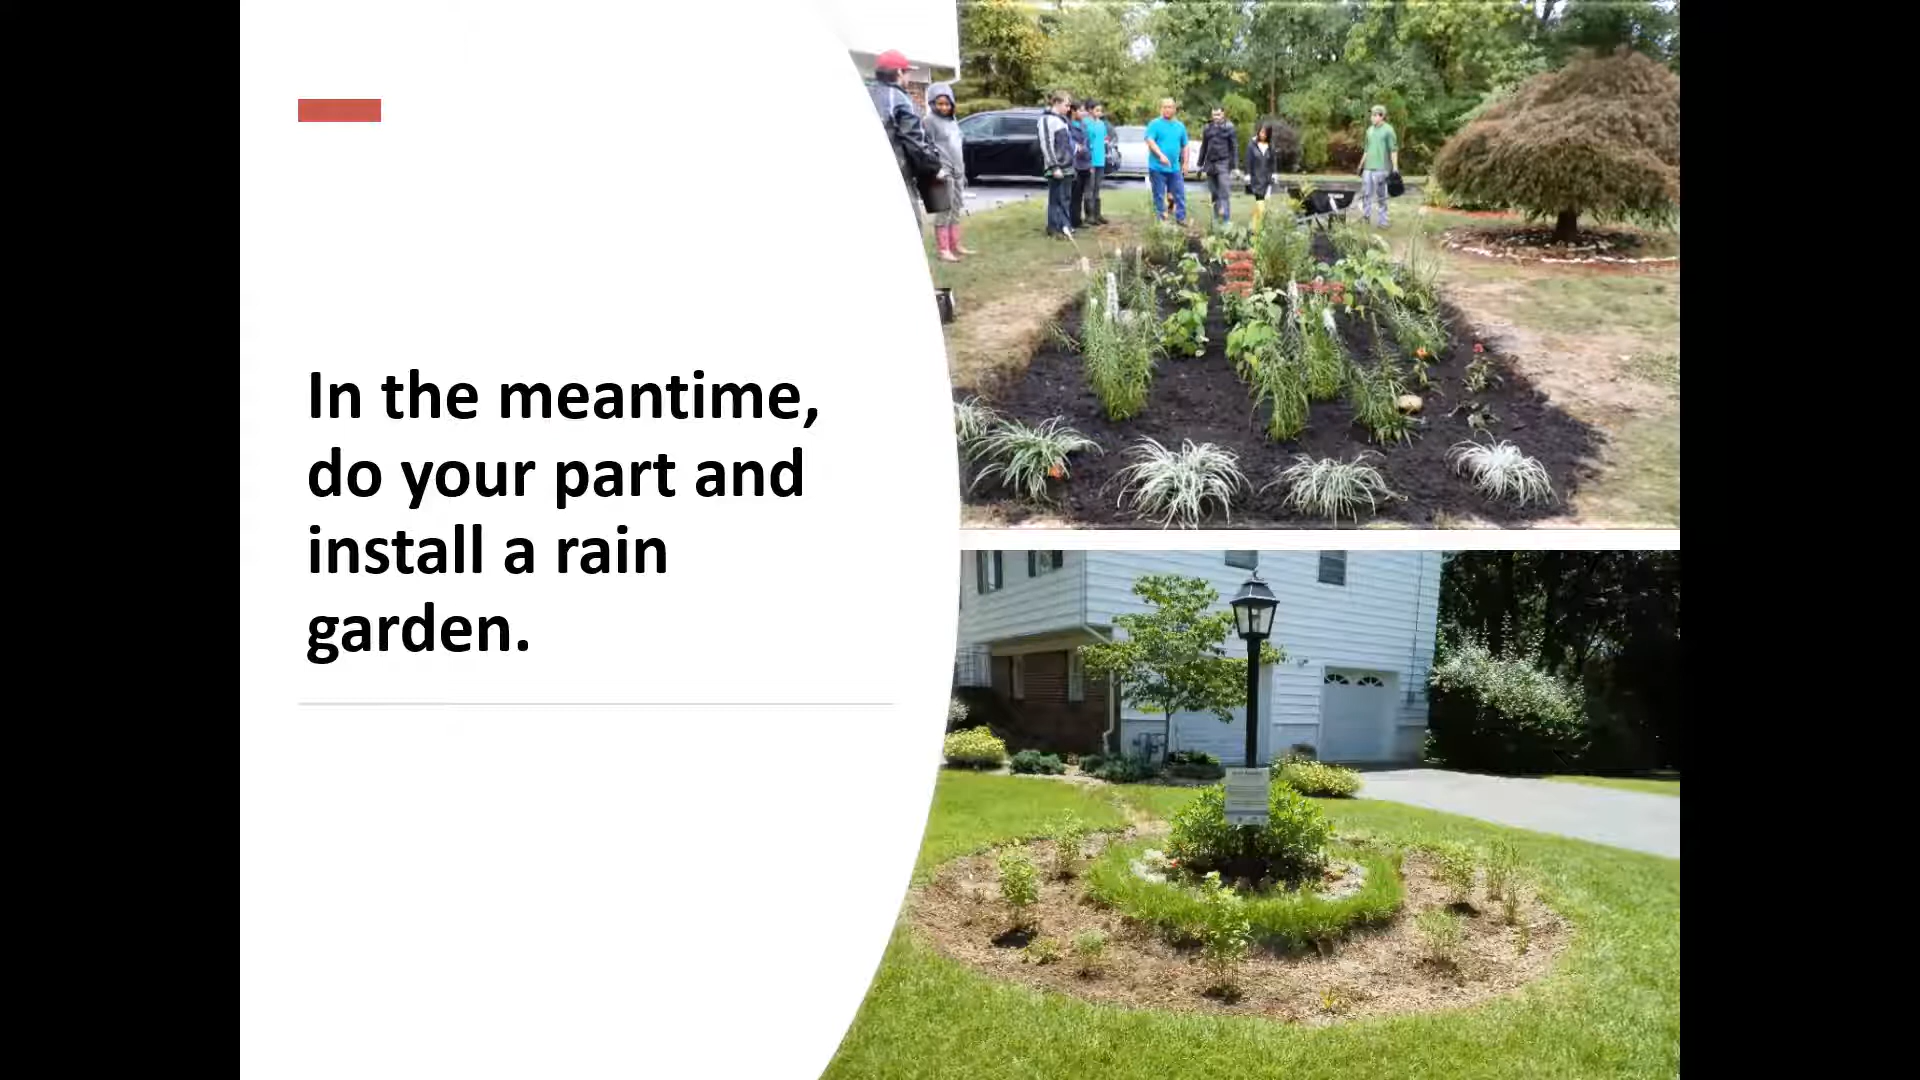 In the meantime,
do your part and
install a rain
garden.